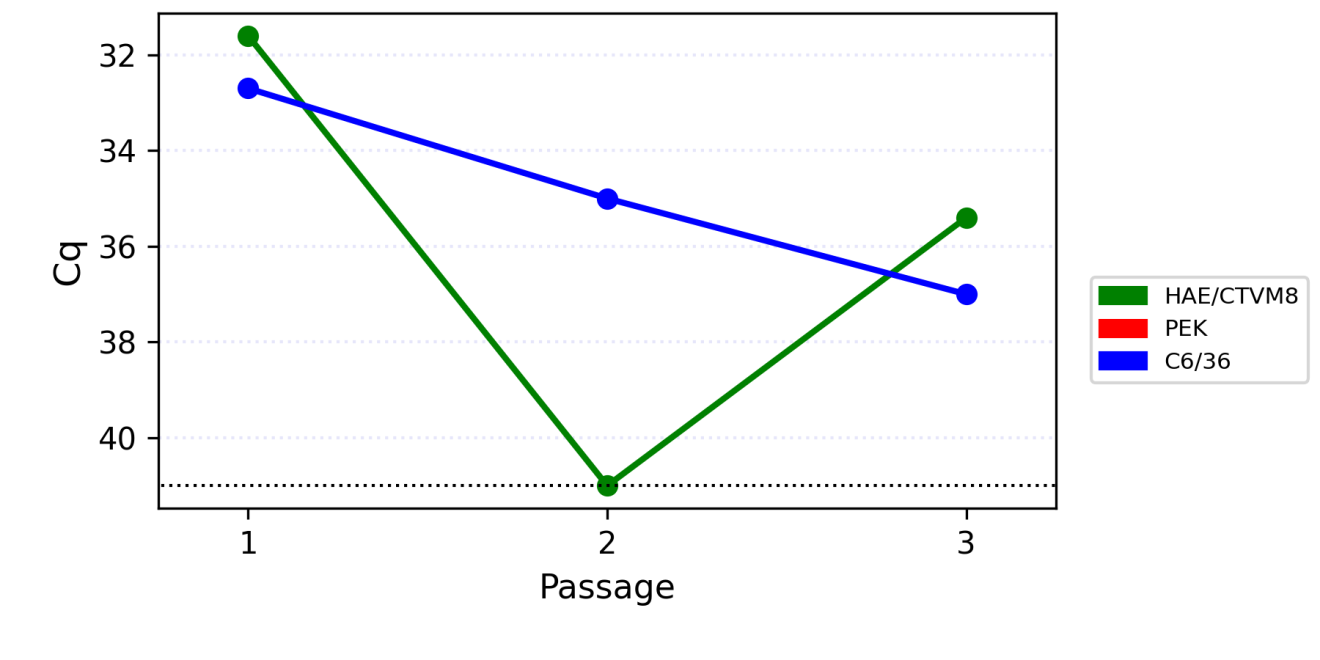 32
34
36
38
40
Cq
1 2 3
Passage
HAE/CTVM8
PEK
C6/36